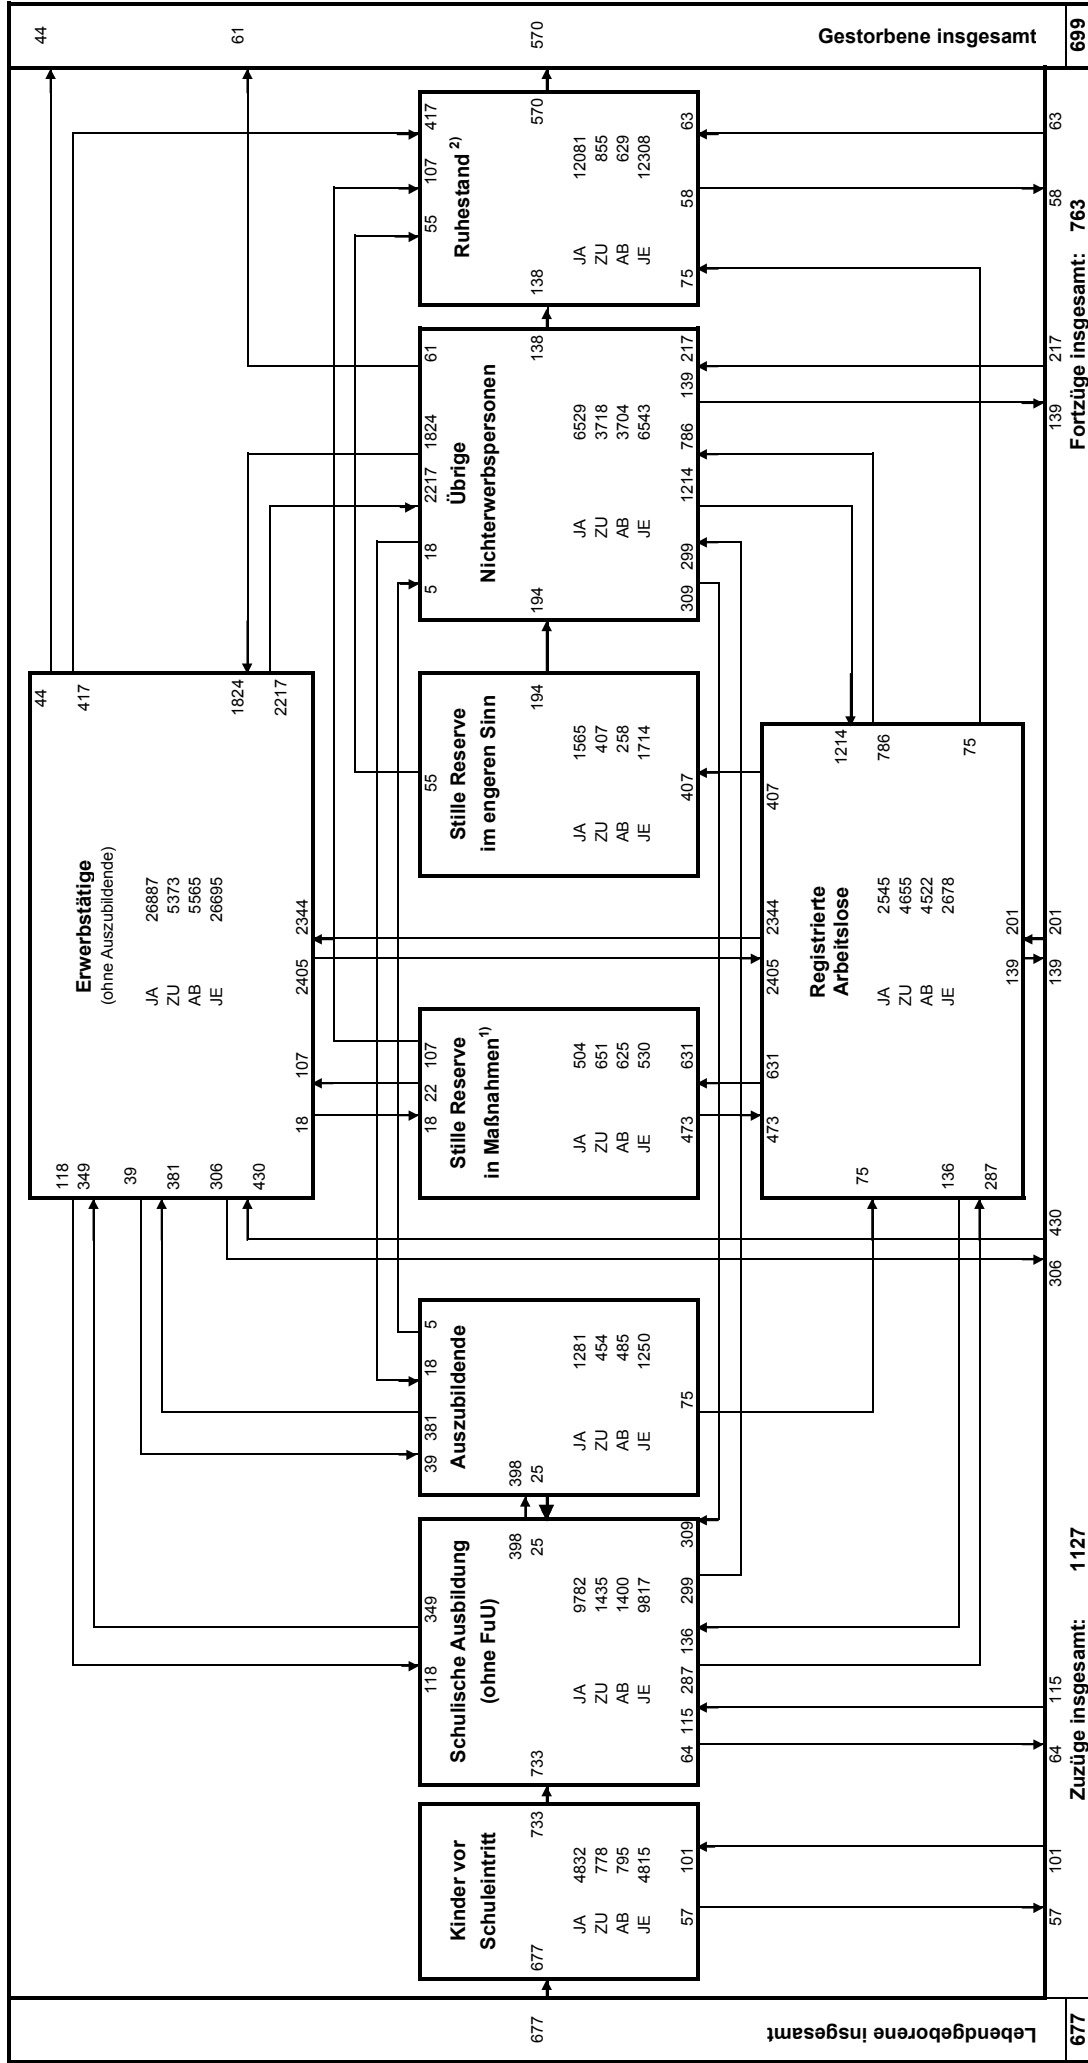 Lebendgeborene insgesamt
677
677
Kinder vor
Schuleintritt
677
733
JA 4832
ZU 778
AB 795
JE 4815
57 101
57 101
Schulische Ausbildung
(ohne FuU)
118 349
733
398
25
JA 9782
ZU 1435
AB 1400
JE 9817
64 115 287 136 299 309
64 115
Auszubildende
39 381 18 5
398
25
JA 1281
ZU 454
AB 485
JE 1250
75
Erwerbstätige
(ohne Auszubildende)
118
349
39
381
306
430
JA 26887
ZU 5373
AB 5565
JE 26695
18 107 2405 2344
44
417
1824
2217
306 430
Stille Reserve
in Maßnahmen1)
18 22 107
JA 504
ZU 651
AB 625
JE 530
473 631
Stille Reserve
im engeren Sinn
55
194
JA 1565
ZU 407
AB 258
JE 1714
407
Registrierte
Arbeitslose
473 631 2405 2344 407
75
136
287
JA 2545
ZU 4655
AB 4522
JE 2678
1214
786
75
139 201
139 201
Übrige
Nichterwerbspersonen
5 18 2217 1824 61
194
138
JA 6529
ZU 3718
AB 3704
JE 6543
309 299 1214 786 139 217
139 217
Ruhestand 2)
55 107 417
138
570
JA 12081
ZU 855
AB 629
JE 12308
75 58 63
58 63
Zuzüge insgesamt: 1127
Fortzüge insgesamt: 763
44
61
570
Gestorbene insgesamt
699